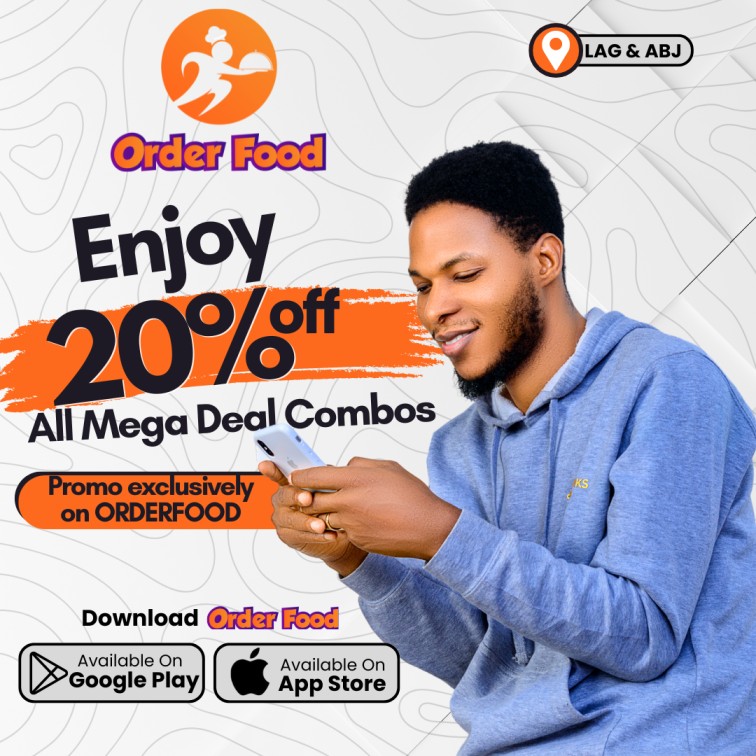 LAG & ABJ
Order Food
Enjoy
20% off
All Mega Deal Combos
Promo exclusively
on ORDERFOOD
Download Order Food
Available On
Google Play
Available On
App Store